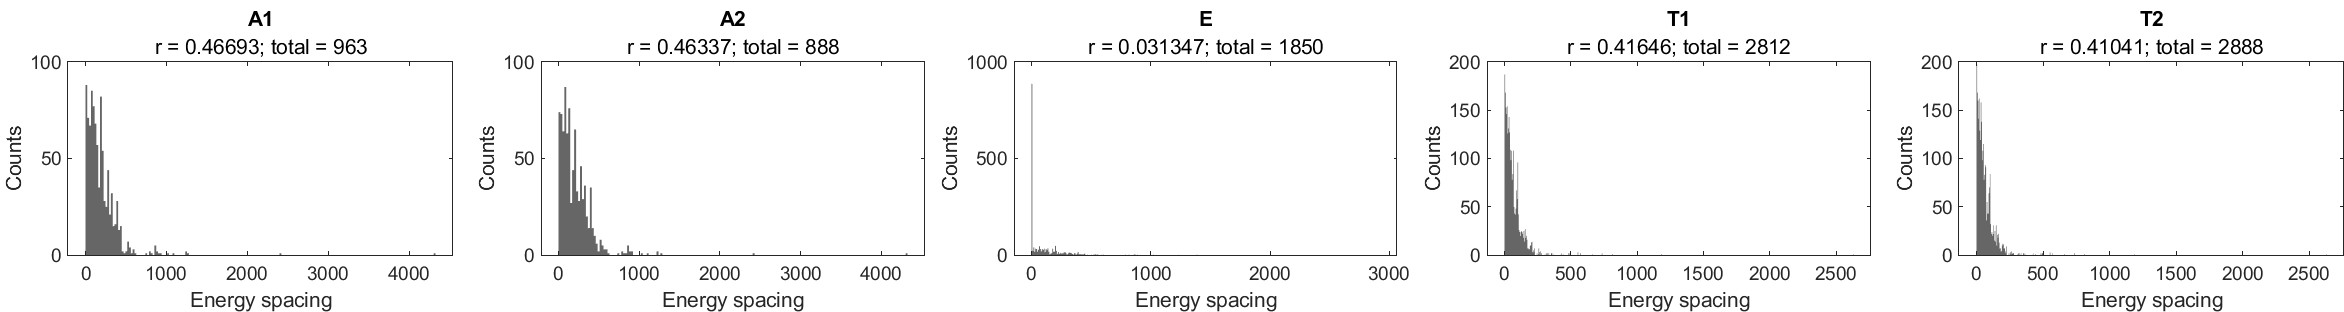 A1
r = 0.46693; total = 963
100
50
0
Counts
0 1000 2000 3000 4000
Energy spacing
A2
r = 0.46337; total = 888
100
50
0
Counts
0 1000 2000 3000 4000
Energy spacing
E
r = 0.031347; total = 1850
1000
500
0
Counts
0 1000 2000 3000
Energy spacing
T1
r = 0.41646; total = 2812
200
150
100
50
0
Counts
0 500 1000 1500 2000 2500
Energy spacing
T2
r = 0.41041; total = 2888
200
150
100
50
0
Counts
0 500 1000 1500 2000 2500
Energy spacing